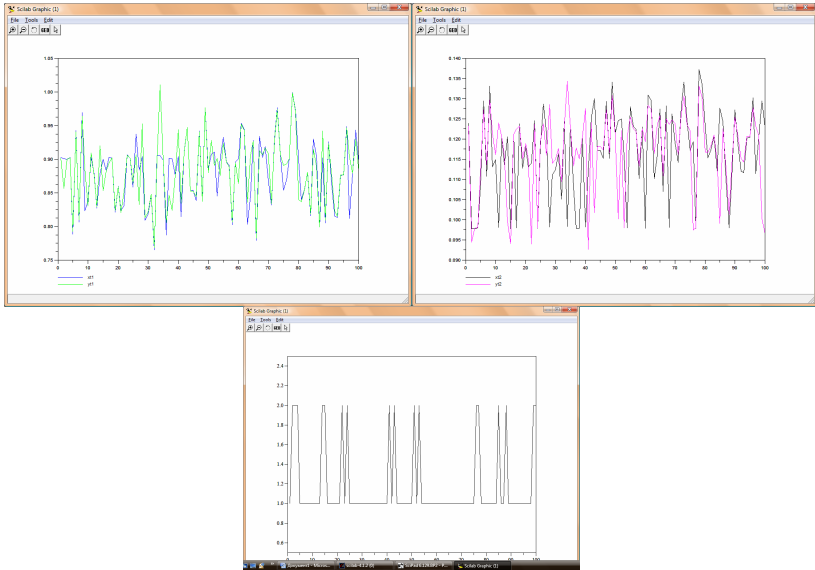 Scilab Graphic (1)
File Tools Edit
1.05
1.00
0.95
0.90
0.85
0.80
0.75
0 10 20 30 40 50 60 70 80 90 100
xt1
yt1
Scilab Graphic (1)
File Tools Edit
0.140
0.135
0.130
0.125
0.120
0.115
0.110
0.105
0.100
0.095
0.090
0 10 20 30 40 50 60 70 80 90 100
xt2
yt2
Scilab Graphic (1)
File Tools Edit
2.4
2.2
2.0
1.8
1.6
1.4
1.2
1.0
0.8
0.6
scilab-4.1.2 (0)
Scilab Graphic (1)